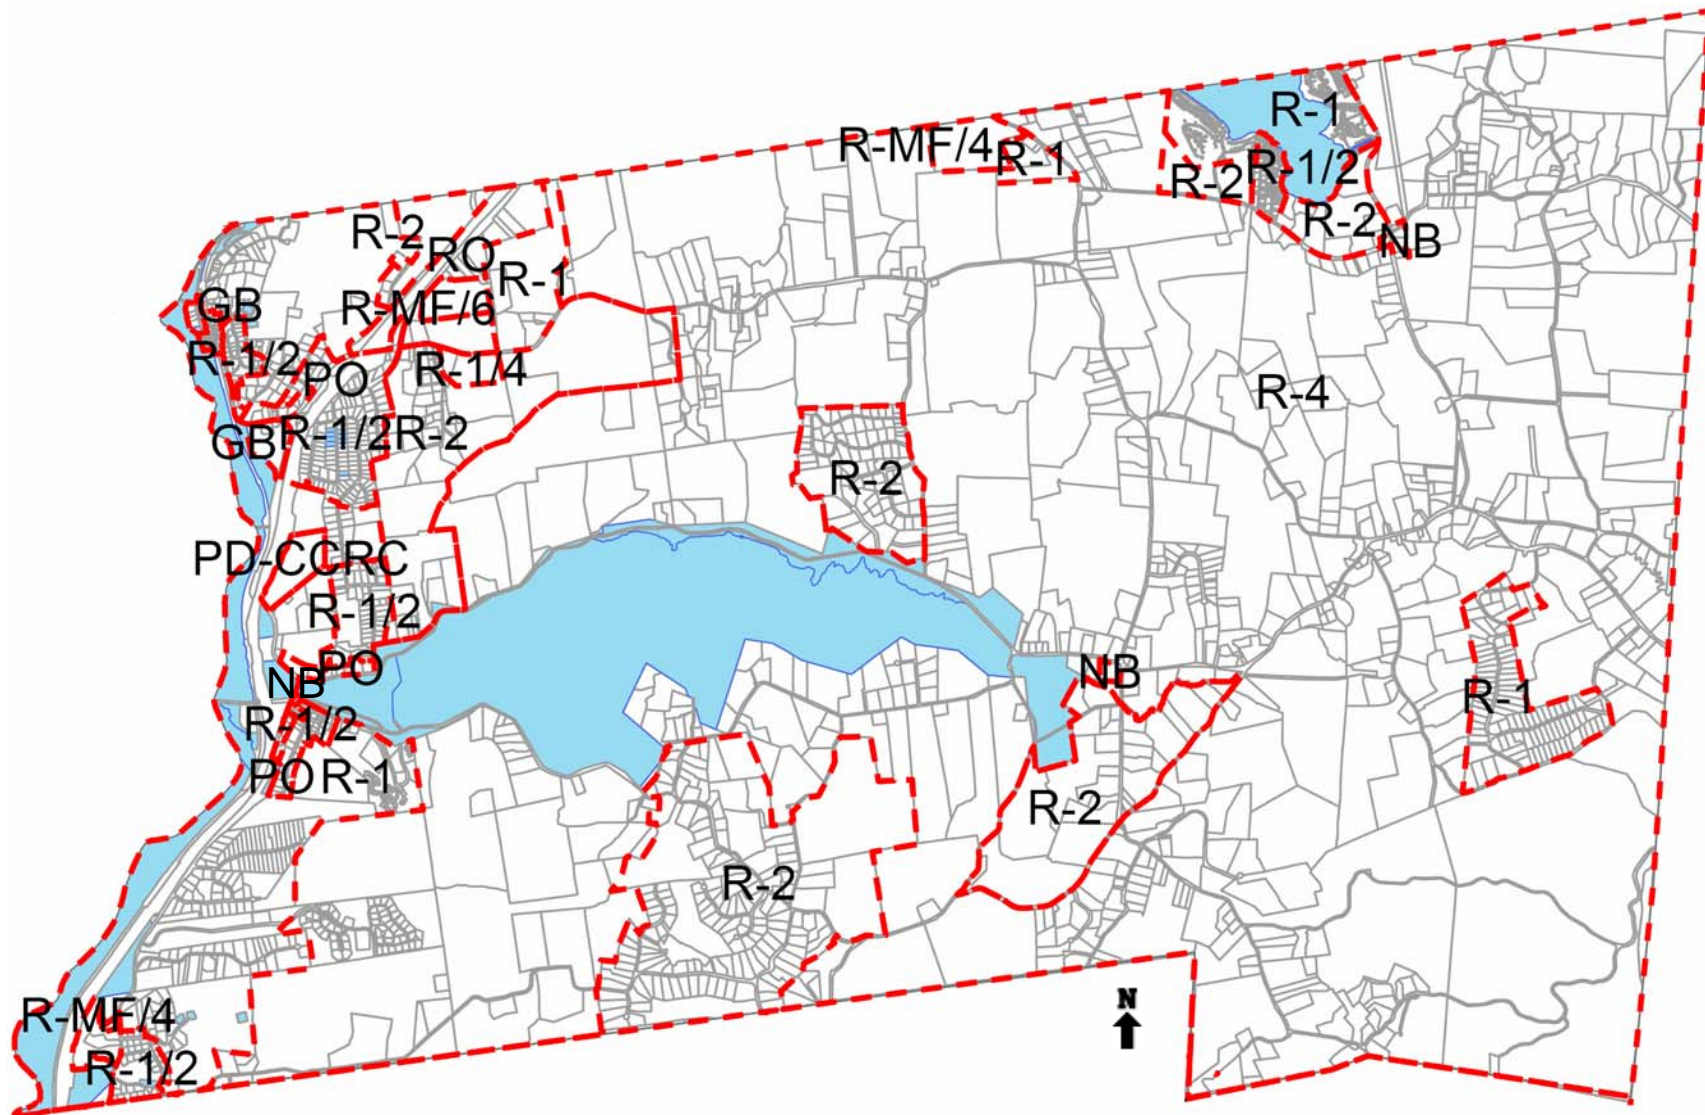 R-1
R-MF/4
R-1
R-1/2
R-2
R-2
NB
R-2
RO
R-1
GB
R-MF/6
R-1/2
PO
R-1/4
R-4
GB
R-1/2
R-2
R-2
PD-CCRC
R-1/2
PO
NB
NB
R-1
R-1/2
PO
R-1
R-2
R-2
N
R-MF/4
R-1/2